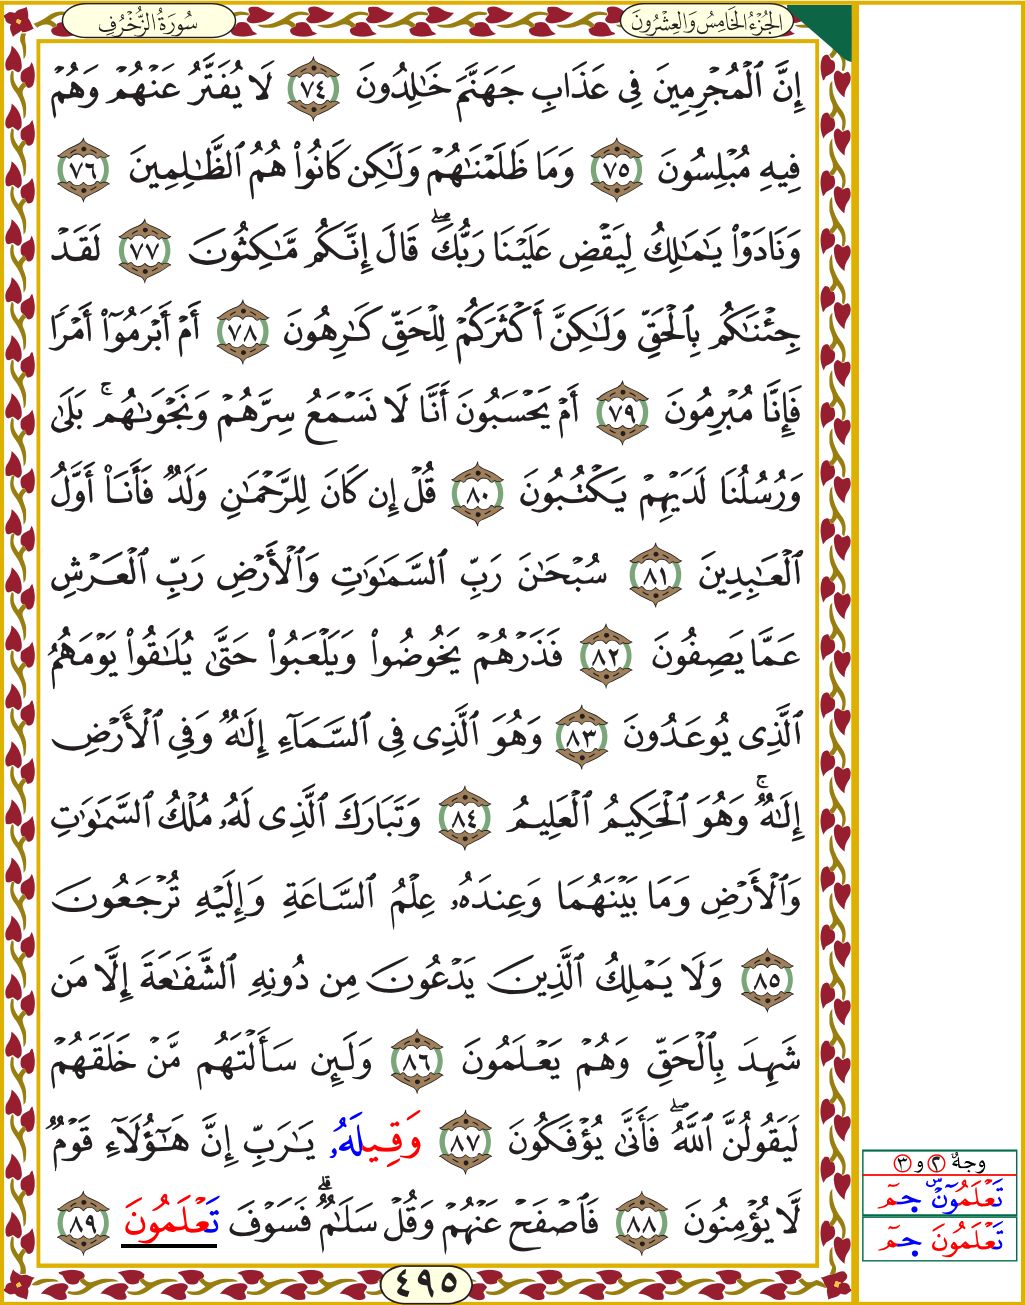 الجُزْءُ الخَامِسُ وَالعِشْرُونَ
سُورَةُ الزُّخْرُفِ
إِنَّ ٱلْمُجْرِمِينَ فِى عَذَابِ جَهَنَّمَ خَـٰلِدُونَ ٧٤ لَا يُفَتَّرُ عَنْهُمْ وَهُمْ
فِيهِ مُبْلِسُونَ ٧٥ وَمَا ظَلَمْنَـٰهُمْ وَلَـٰكِن كَانُوا۟ هُمُ ٱلظَّـٰلِمِينَ ٧٦
وَنَادَوْا۟ يَـٰمَـٰلِكُ لِيَقْضِ عَلَيْنَا رَبُّكَ ۖ قَالَ إِنَّكُم مَّـٰكِثُونَ ٧٧ لَقَدْ
جِئْنَـٰكُم بِٱلْحَقِّ وَلَـٰكِنَّ أَكْثَرَكُمْ لِلْحَقِّ كَـٰرِهُونَ ٧٨ أَمْ أَبْرَمُوٓا۟ أَمْرًا
فَإِنَّا مُبْرِمُونَ ٧٩ أَمْ يَحْسَبُونَ أَنَّا لَا نَسْمَعُ سِرَّهُمْ وَنَجْوَىٰهُم ۚ بَلَىٰ
وَرُسُلُنَا لَدَيْهِمْ يَكْتُبُونَ ٨٠ قُلْ إِن كَانَ لِلرَّحْمَـٰنِ وَلَدٌ فَأَنَا۠ أَوَّلُ
ٱلْعَـٰبِدِينَ ٨١ سُبْحَـٰنَ رَبِّ ٱلسَّمَـٰوَٰتِ وَٱلْأَرْضِ رَبِّ ٱلْعَرْشِ
عَمَّا يَصِفُونَ ٨٢ فَذَرْهُمْ يَخُوضُوا۟ وَيَلْعَبُوا۟ حَتَّىٰ يُلَـٰقُوا۟ يَوْمَهُمُ
ٱلَّذِى يُوعَدُونَ ٨٣ وَهُوَ ٱلَّذِى فِى ٱلسَّمَآءِ إِلَـٰهٌ وَفِى ٱلْأَرْضِ
إِلَـٰهٌ ۚ وَهُوَ ٱلْحَكِيمُ ٱلْعَلِيمُ ٨٤ وَتَبَارَكَ ٱلَّذِى لَهُۥ مُلْكُ ٱلسَّمَـٰوَٰتِ
وَٱلْأَرْضِ وَمَا بَيْنَهُمَا وَعِندَهُۥ عِلْمُ ٱلسَّاعَةِ وَإِلَيْهِ تُرْجَعُونَ
٨٥ وَلَا يَمْلِكُ ٱلَّذِينَ يَدْعُونَ مِن دُونِهِ ٱلشَّفَـٰعَةَ إِلَّا مَن
شَهِدَ بِٱلْحَقِّ وَهُمْ يَعْلَمُونَ ٨٦ وَلَئِن سَأَلْتَهُم مَّنْ خَلَقَهُمْ
لَيَقُولُنَّ ٱللَّهُ ۖ فَأَنَّىٰ يُؤْفَكُونَ ٨٧ وَقِيلَهُۥ يَـٰرَبِّ إِنَّ هَـٰٓؤُلَآءِ قَوْمٌ
لَّا يُؤْمِنُونَ ٨٨ فَٱصْفَحْ عَنْهُمْ وَقُلْ سَلَـٰمٌ ۚ فَسَوْفَ تَعْلَمُونَ ٨٩
٤٩٥
وجهٌ ٢ و ٣
تَعْلَمُونَ ۜ حمٓ
تَعْلَمُونَ حمٓ